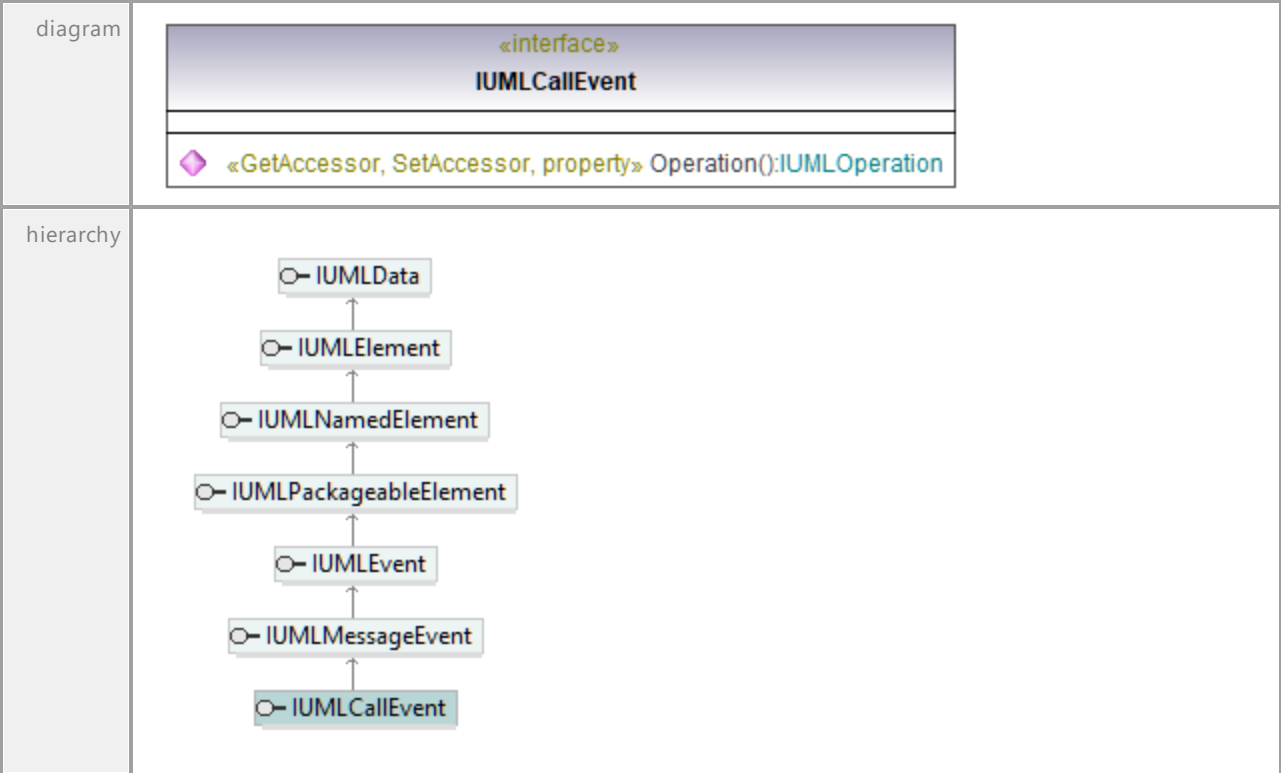 diagram
«interface»
IUMLCallEvent
«GetAccessor, SetAccessor, property» Operation():IUMLOperation
hierarchy
IUMLData
IUMLElement
IUMLNamedElement
IUMLPackageableElement
IUMLEvent
IUMLMessageEvent
IUMLCallEvent